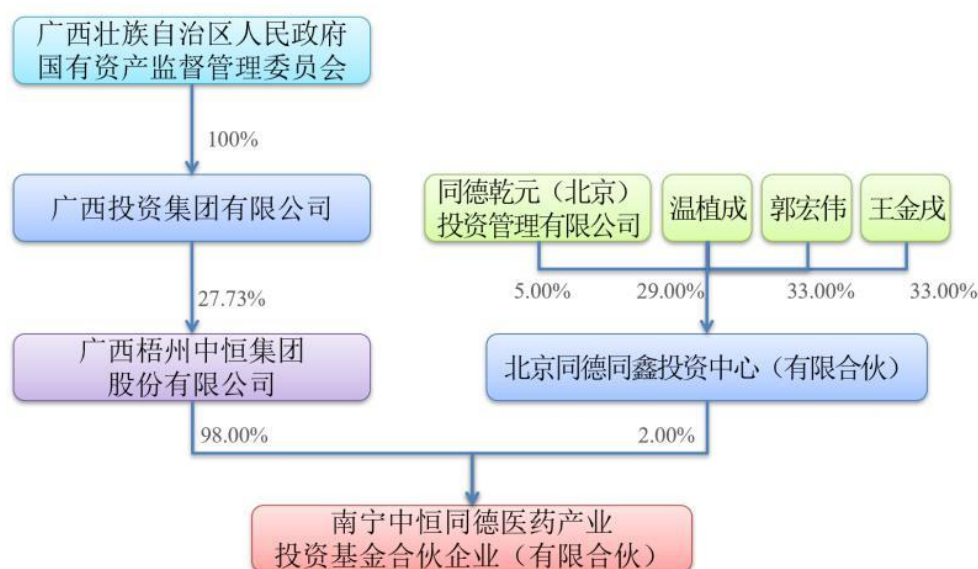 广西壮族自治区人民政府
国有资产监督管理委员会
100%
广西投资集团有限公司
同德乾元（北京）
投资管理有限公司
温植成
郭宏伟
王金戌
27.73%
5.00%
29.00%
33.00%
33.00%
广西梧州中恒集团
股份有限公司
北京同德同鑫投资中心（有限合伙）
98.00%
2.00%
南宁中恒同德医药产业
投资基金合伙企业（有限合伙）